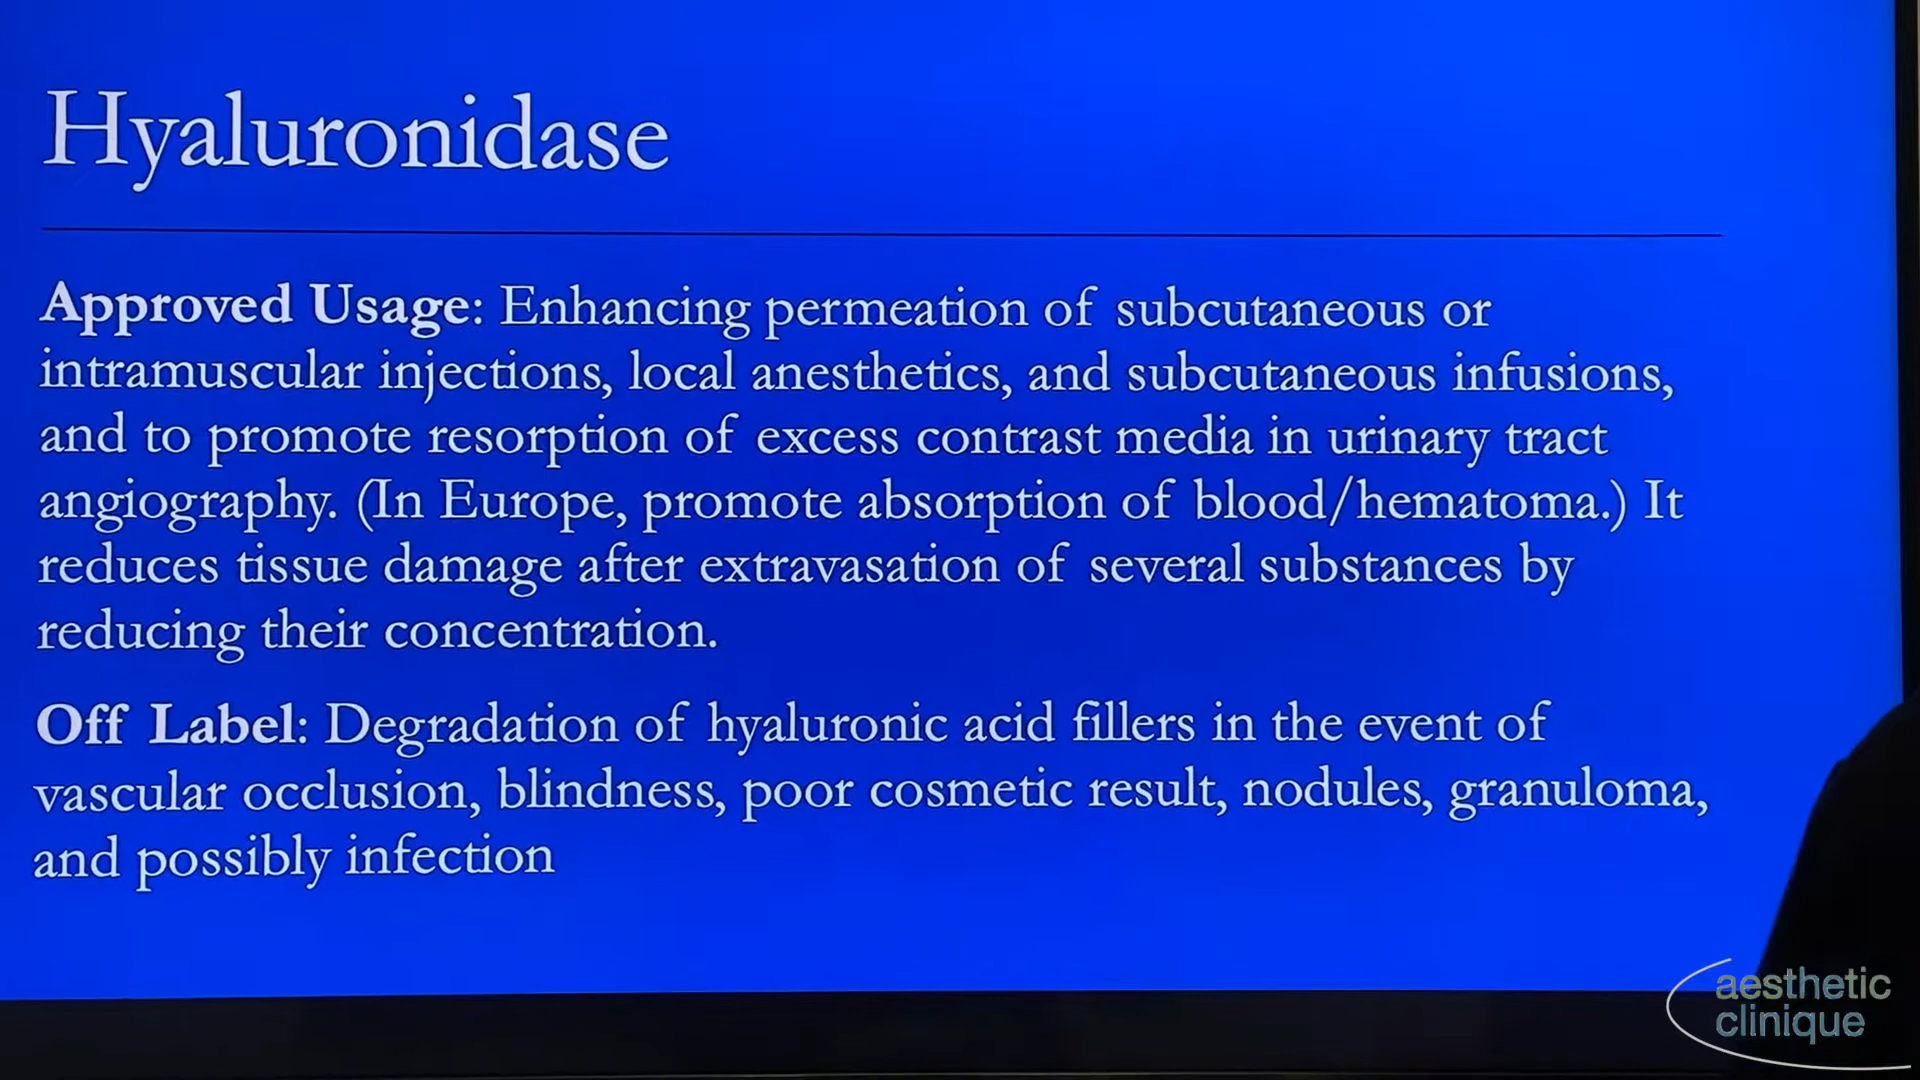 Hyaluronidase
Approved Usage: Enhancing permeation of subcutaneous or
intramuscular injections, local anesthetics, and subcutaneous infusions,
and to promote resorption of excess contrast media in urinary tract
angiography. (In Europe, promote absorption of blood/hematoma.) It
reduces tissue damage after extravasation of several substances by
reducing their concentration.
Off Label: Degradation of hyaluronic acid fillers in the event of
vascular occlusion, blindness, poor cosmetic result, nodules, granuloma,
and possibly infection
aesthetic
clinique